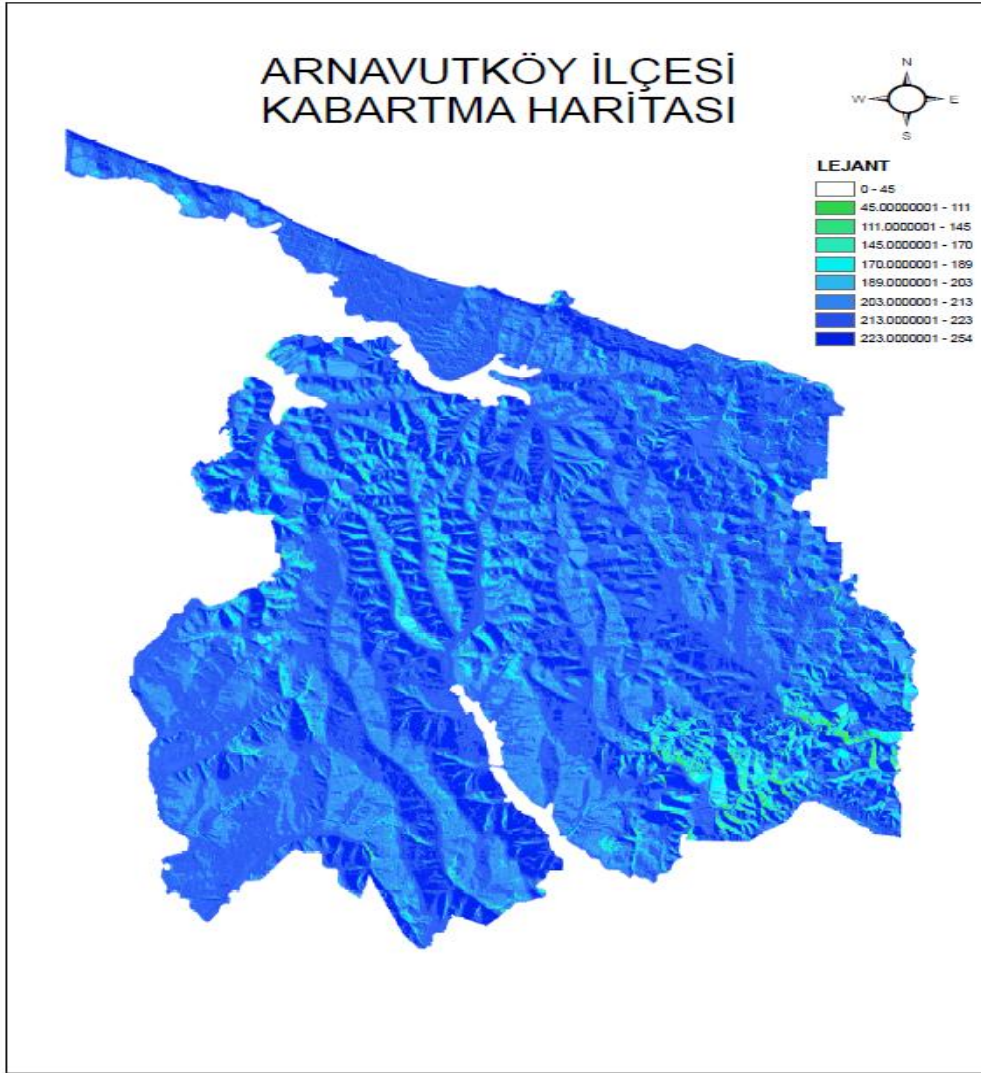 ARNAVUTKÖY İLÇESİ
KABARTMA HARİTASI
N
W
E
S
LEJANT
0 - 45
45.00000001 - 111
111.0000001 - 145
145.0000001 - 170
170.0000001 - 189
189.0000001 - 203
203.0000001 - 213
213.0000001 - 223
223.0000001 - 254